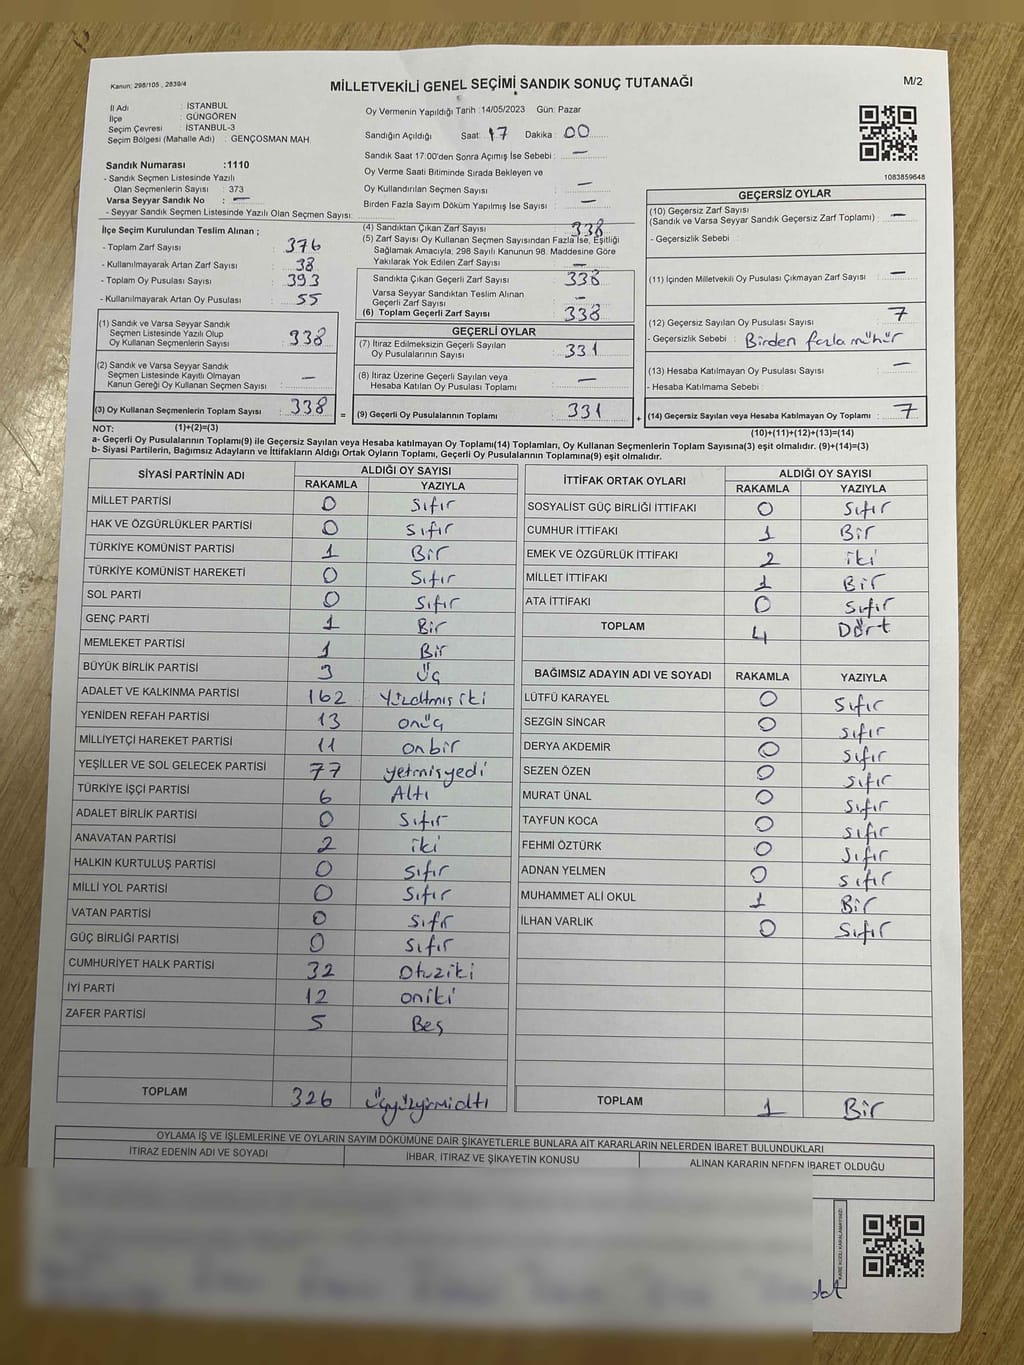 Kanun: 298/105 , 2839/4
MİLLETVEKİLİ GENEL SEÇİMİ SANDIK SONUÇ TUTANAĞI
M/2
İl Adı : İSTANBUL
İlçe : GÜNGÖREN
Seçim Çevresi : İSTANBUL-3
Seçim Bölgesi (Mahalle Adı) : GENÇOSMAN MAH
Oy Vermenin Yapıldığı Tarih :14/05/2023 Gün: Pazar
Sandığın Açıldığı Saat: 17 Dakika : 00
Sandık Saat 17:00'den Sonra Açımış İse Sebebi : —
Oy Verme Saati Bitiminde Sırada Bekleyen ve
Oy Kullandırılan Seçmen Sayısı : —
Birden Fazla Sayım Döküm Yapılmış İse Sayısı : —
1083859648
Sandık Numarası :1110
- Sandık Seçmen Listesinde Yazılı
Olan Seçmenlerin Sayısı : 373
Varsa Seyyar Sandık No : —
- Seyyar Sandık Seçmen Listesinde Yazılı Olan Seçmen Sayısı:
İlçe Seçim Kurulundan Teslim Alınan ;
- Toplam Zarf Sayısı : 376
- Kullanılmayarak Artan Zarf Sayısı : 38
- Toplam Oy Pusulası Sayısı : 393
- Kullanılmayarak Artan Oy Pusulası : 55
(1) Sandık ve Varsa Seyyar Sandık
Seçmen Listesinde Yazılı Olup
Oy Kullanan Seçmenlerin Sayısı : 338
(2) Sandık ve Varsa Seyyar Sandık
Seçmen Listesinde Kayıtlı Olmayan
Kanun Gereği Oy Kullanan Seçmen Sayısı : —
(3) Oy Kullanan Seçmenlerin Toplam Sayısı : 338
(1)+(2)=(3)
(4) Sandıktan Çıkan Zarf Sayısı : 338
(5) Zarf Sayısı Oy Kullanan Seçmen Sayısından Fazla İse, Eşitliği
Sağlamak Amacıyla, 298 Sayılı Kanunun 98. Maddesine Göre
Yakılarak Yok Edilen Zarf Sayısı : —
Sandıkta Çıkan Geçerli Zarf Sayısı : 338
Varsa Seyyar Sandıktan Teslim Alınan
Geçerli Zarf Sayısı : —
(6) Toplam Geçerli Zarf Sayısı : 338
GEÇERLİ OYLAR
(7) İtiraz Edilmeksizin Geçerli Sayılan
Oy Pusulalarının Sayısı : 331
(8) İtiraz Üzerine Geçerli Sayılan veya
Hesaba Katılan Oy Pusulası Toplamı : —
= (9) Geçerli Oy Pusulalarının Toplamı : 331
GEÇERSİZ OYLAR
(10) Geçersiz Zarf Sayısı
(Sandık ve Varsa Seyyar Sandık Geçersiz Zarf Toplamı) : —
- Geçersizlik Sebebi :
(11) İçinden Milletvekili Oy Pusulası Çıkmayan Zarf Sayısı : —
(12) Geçersiz Sayılan Oy Pusulası Sayısı : 7
- Geçersizlik Sebebi : Birden fazla mühür
(13) Hesaba Katılmayan Oy Pusulası Sayısı : —
- Hesaba Katılmama Sebebi :
+ (14) Geçersiz Sayılan veya Hesaba Katılmayan Oy Toplamı : 7
(10)+(11)+(12)+(13)=(14)
NOT:
a- Geçerli Oy Pusulalarının Toplamı(9) ile Geçersiz Sayılan veya Hesaba katılmayan Oy Toplamı(14) Toplamları, Oy Kullanan Seçmenlerin Toplam Sayısına(3) eşit olmalıdır. (9)+(14)=(3)
b- Siyasi Partilerin, Bağımsız Adayların ve İttifakların Aldığı Ortak Oyların Toplamı, Geçerli Oy Pusulalarının Toplamına(9) eşit olmalıdır.
SİYASİ PARTİNİN ADI ALDIĞI OY SAYISI
RAKAMLA YAZIYLA
MİLLET PARTİSİ 0 Sıfır
HAK VE ÖZGÜRLÜKLER PARTİSİ 0 Sıfır
TÜRKİYE KOMÜNİST PARTİSİ 1 Bir
TÜRKİYE KOMÜNİST HAREKETİ 0 Sıfır
SOL PARTİ 0 Sıfır
GENÇ PARTİ 1 Bir
MEMLEKET PARTİSİ 1 Bir
BÜYÜK BİRLİK PARTİSİ 3 üç
ADALET VE KALKINMA PARTİSİ 162 Yüzaltmış iki
YENİDEN REFAH PARTİSİ 13 onüç
MİLLİYETÇİ HAREKET PARTİSİ 11 onbir
YEŞİLLER VE SOL GELECEK PARTİSİ 77 yetmişyedi
TÜRKİYE İŞÇİ PARTİSİ 6 Altı
ADALET BİRLİK PARTİSİ 0 Sıfır
ANAVATAN PARTİSİ 2 iki
HALKIN KURTULUŞ PARTİSİ 0 Sıfır
MİLLİ YOL PARTİSİ 0 Sıfır
VATAN PARTİSİ 0 Sıfır
GÜÇ BİRLİĞİ PARTİSİ 0 Sıfır
CUMHURİYET HALK PARTİSİ 32 Otuziki
İYİ PARTİ 12 oniki
ZAFER PARTİSİ 5 Beş
TOPLAM 326 üçyüzyirmialtı
İTTİFAK ORTAK OYLARI ALDIĞI OY SAYISI
RAKAMLA YAZIYLA
SOSYALİST GÜÇ BİRLİĞİ İTTİFAKI 0 Sıfır
CUMHUR İTTİFAKI 1 Bir
EMEK VE ÖZGÜRLÜK İTTİFAKI 2 iki
MİLLET İTTİFAKI 1 Bir
ATA İTTİFAKI 0 Sıfır
TOPLAM 4 Dört
BAĞIMSIZ ADAYIN ADI VE SOYADI RAKAMLA YAZIYLA
LÜTFÜ KARAYEL 0 Sıfır
SEZGİN SİNCAR 0 Sıfır
DERYA AKDEMİR 0 Sıfır
SEZEN ÖZEN 0 Sıfır
MURAT ÜNAL 0 Sıfır
TAYFUN KOCA 0 Sıfır
FEHMİ ÖZTÜRK 0 Sıfır
ADNAN YELMEN 0 Sıfır
MUHAMMET ALİ OKUL 1 Bir
İLHAN VARLIK 0 Sıfır
TOPLAM 1 Bir
OYLAMA İŞ VE İŞLEMLERİNE VE OYLARIN SAYIM DÖKÜMÜNE DAİR ŞİKAYETLERLE BUNLARA AİT KARARLARIN NELERDEN İBARET BULUNDUKLARI
İTİRAZ EDENİN ADI VE SOYADI İHBAR, İTİRAZ VE ŞİKAYETİN KONUSU ALINAN KARARIN NEDEN İBARET OLDUĞU
KARE KODU KARALAMAYINIZ!